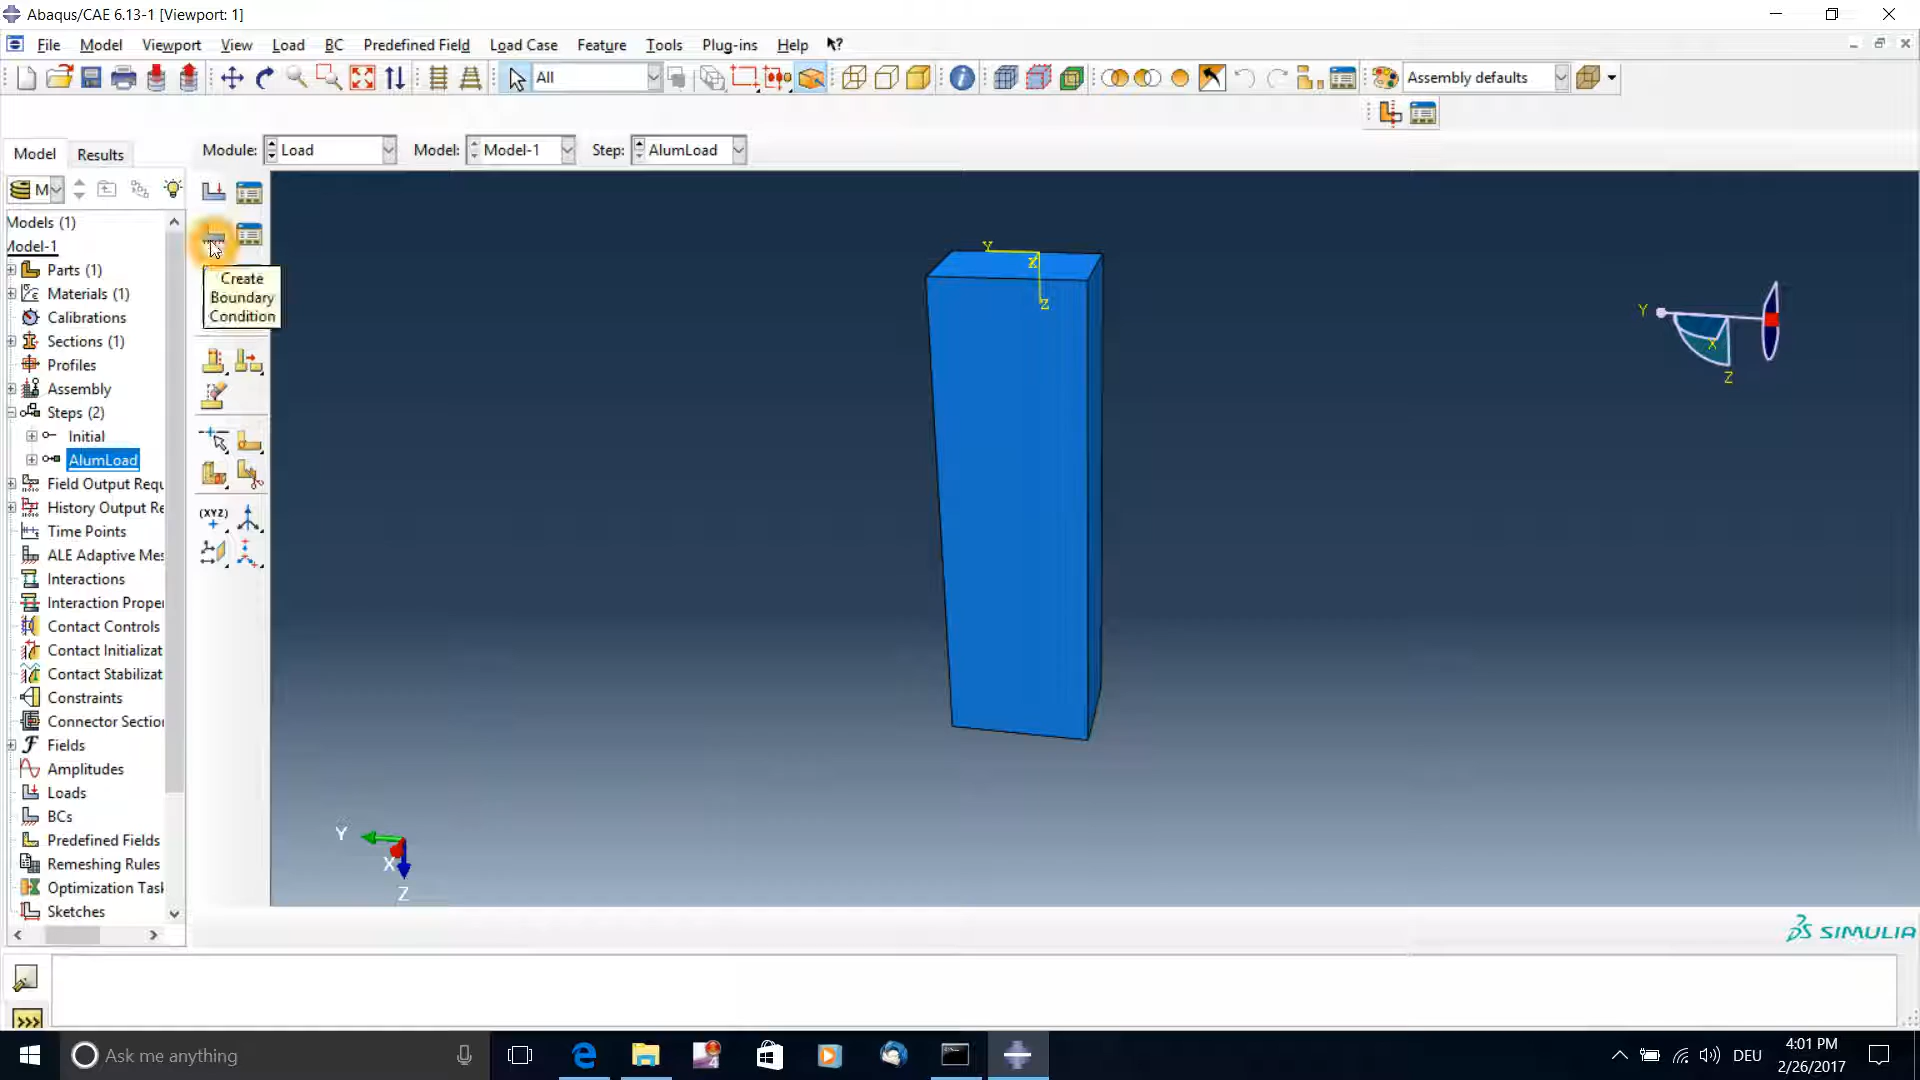 Abaqus/CAE 6.13-1 [Viewport: 1]
File Model Viewport View Load BC Predefined Field Load Case Feature Tools Plug-ins Help ?
All
Assembly defaults
Model Results
Module: Load Model: Model-1 Step: AlumLoad
M
Models (1)
Model-1
Parts (1)
Materials (1)
Calibrations
Sections (1)
Profiles
Assembly
Steps (2)
Initial
AlumLoad
Field Output Requ
History Output Re
Time Points
ALE Adaptive Mes
Interactions
Interaction Proper
Contact Controls
Contact Initializat
Contact Stabilizat
Constraints
Connector Section
Fields
Amplitudes
Loads
BCs
Predefined Fields
Remeshing Rules
Optimization Task
Sketches
Create
Boundary
Condition
(XYZ)
Y
X
Z
Y
X
Z
Y
X
Z
SIMULIA
>>>
Ask me anything
DEU
4:01 PM
2/26/2017